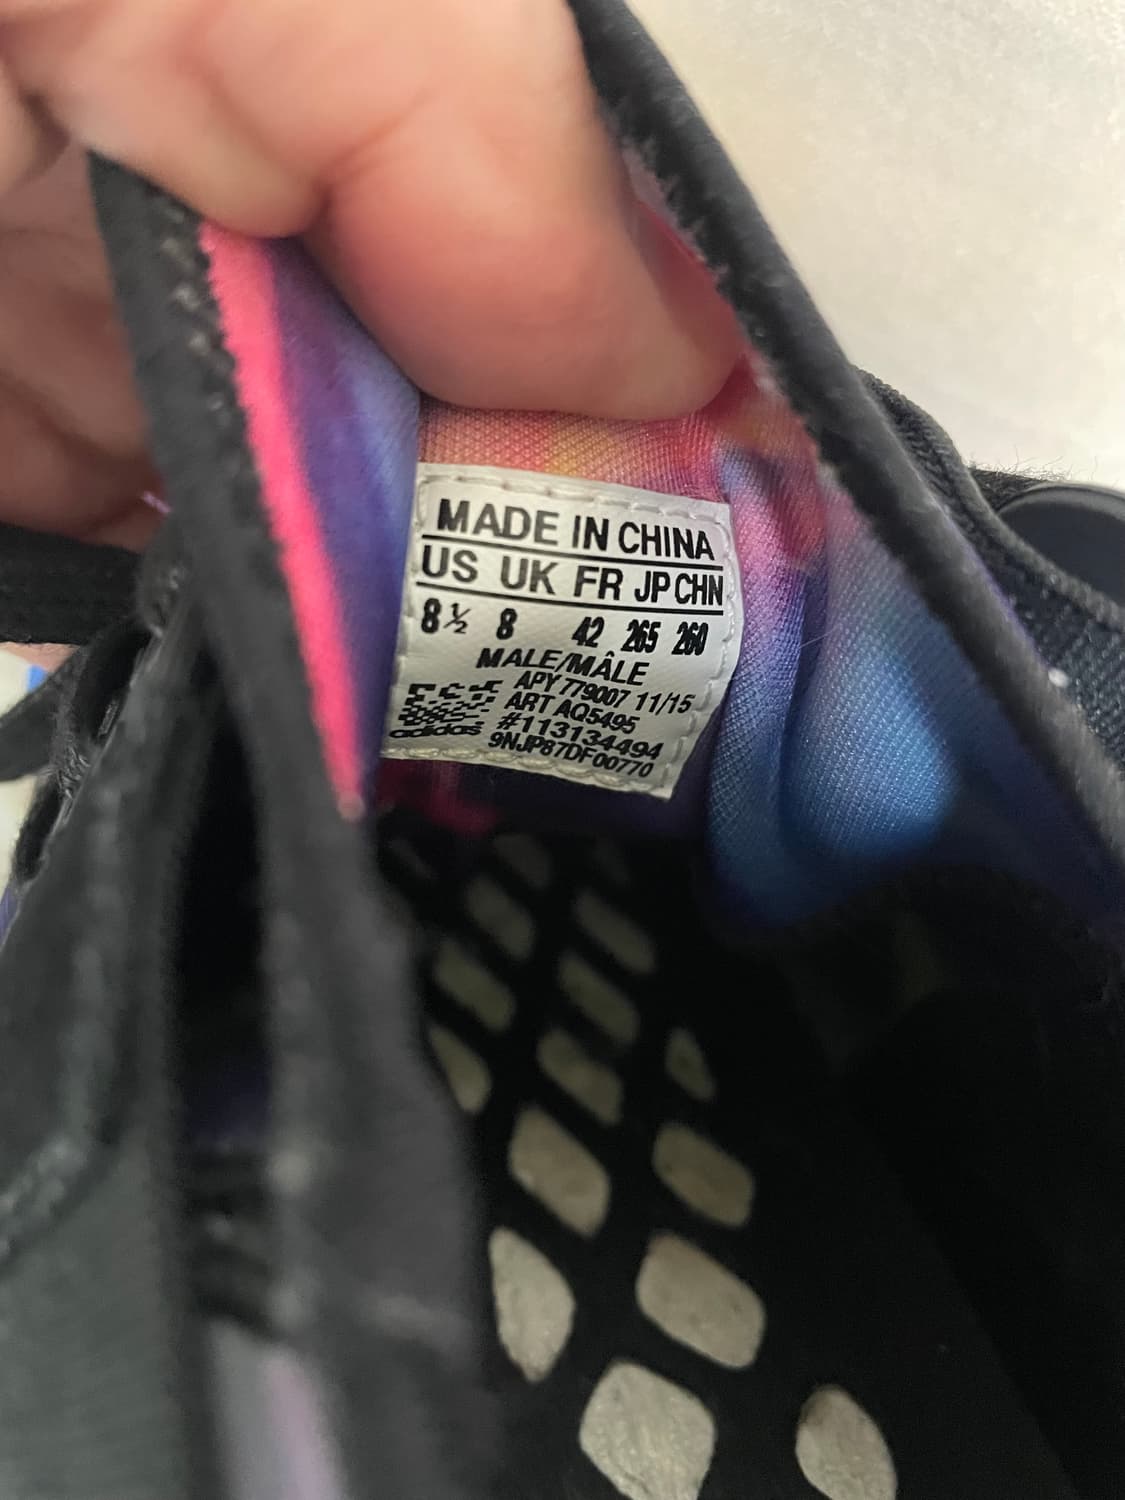 MADE IN CHINA
US UK FR JP CHN
8½ 8 42 265 260
MALE/MÂLE
APY 779007 11/15
ART AQ5495
#113134494
9NJP87DF00770
adidas